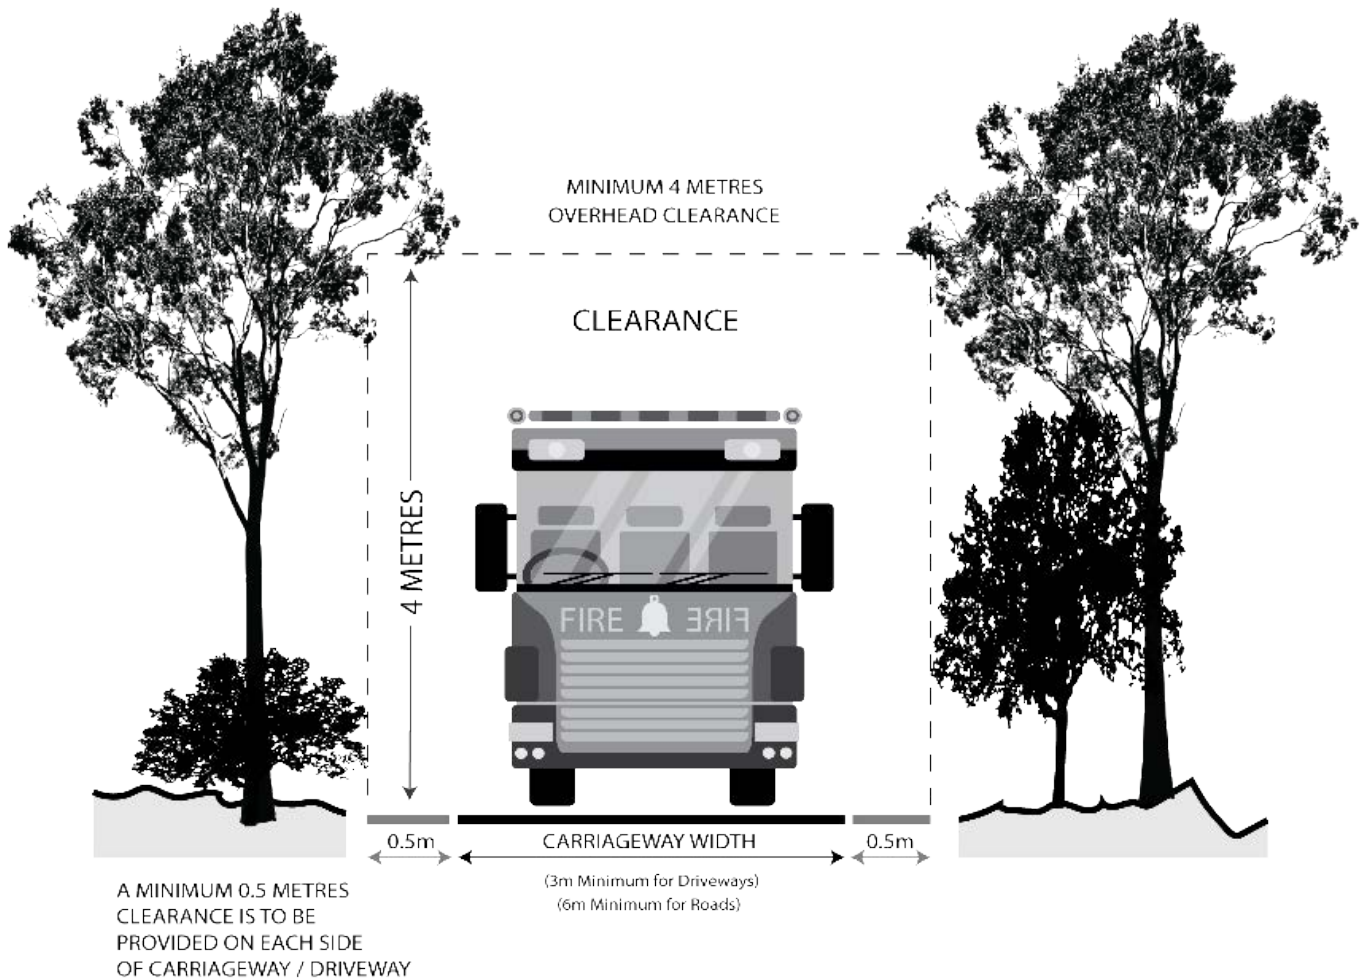 MINIMUM 4 METRES
OVERHEAD CLEARANCE
CLEARANCE
4 METRES
FIRE FIRE
0.5m
CARRIAGEWAY WIDTH
0.5m
(3m Minimum for Driveways)
(6m Minimum for Roads)
A MINIMUM 0.5 METRES
CLEARANCE IS TO BE
PROVIDED ON EACH SIDE
OF CARRIAGEWAY / DRIVEWAY